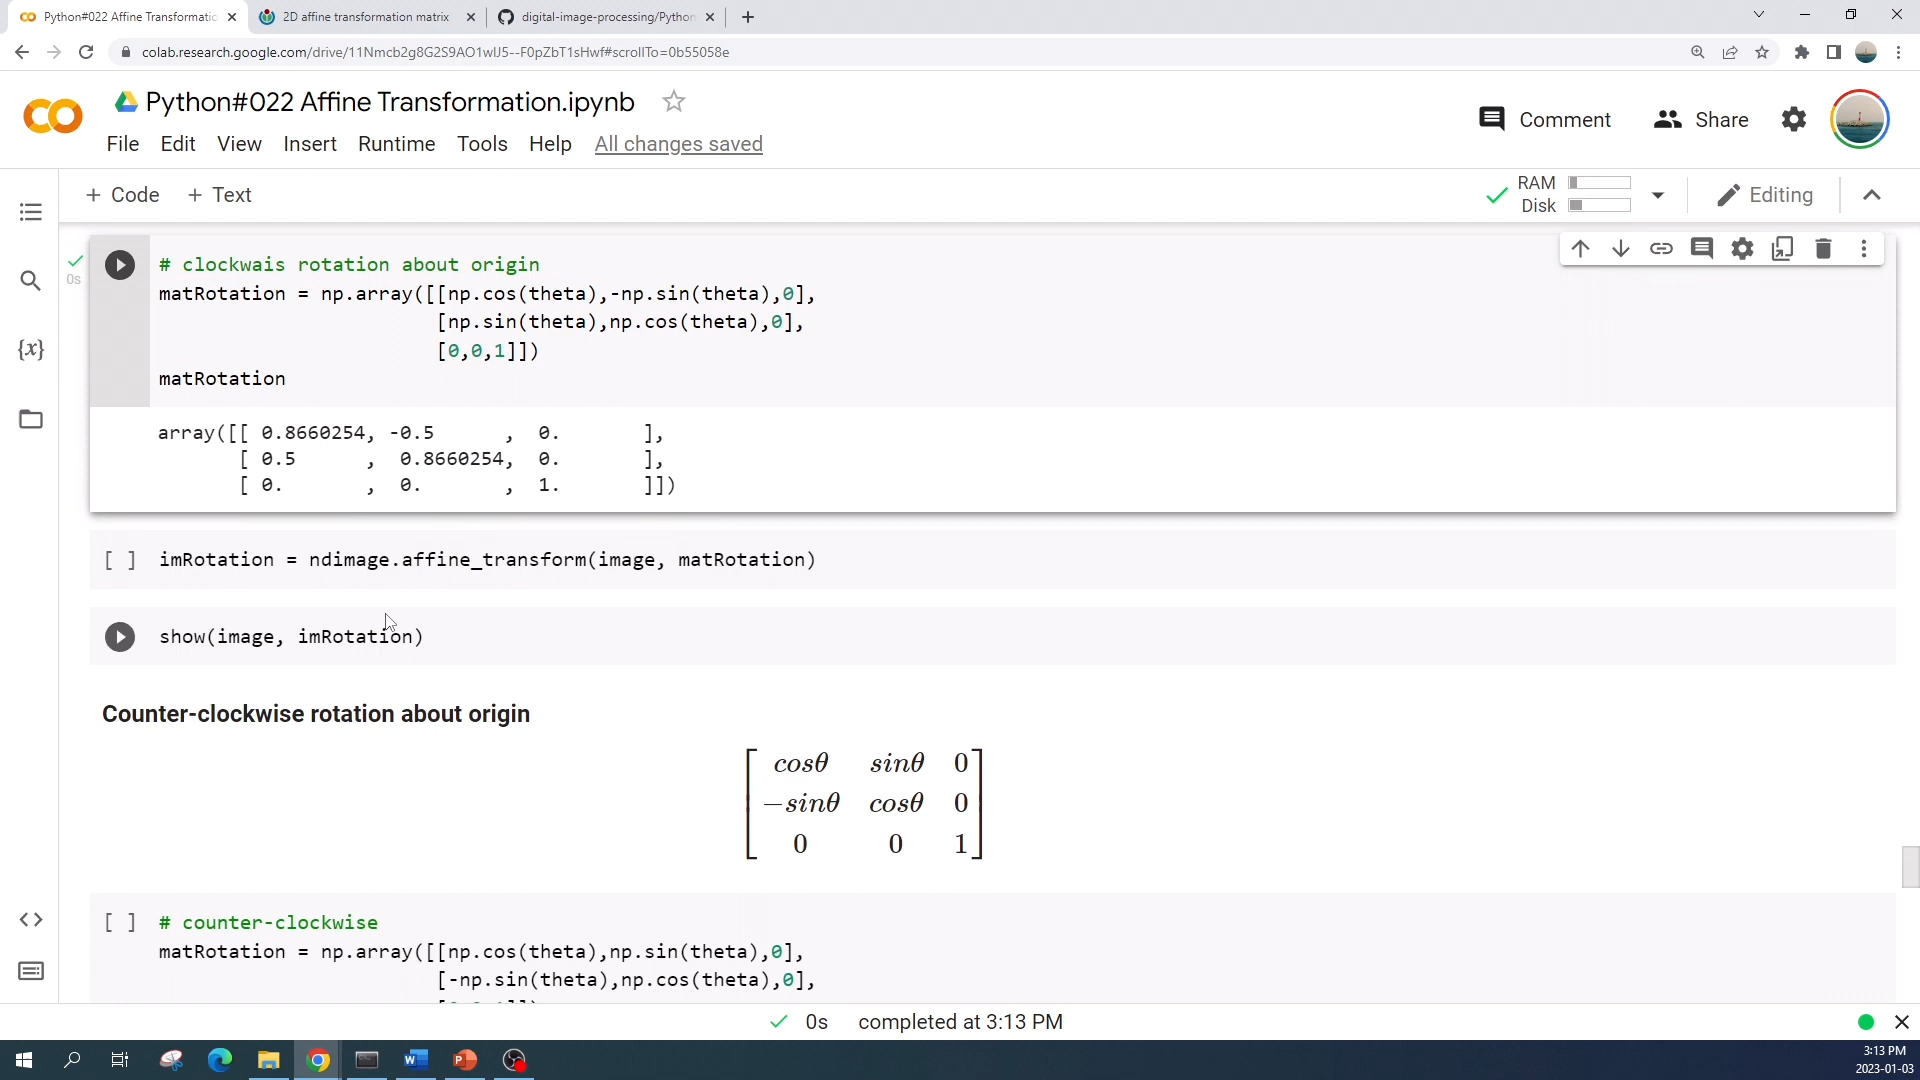 Python#022 Affine Transformatio
2D affine transformation matrix
digital-image-processing/Python
colab.research.google.com/drive/11Nmcb2g8G2S9AO1wlJ5--F0pZbT1sHwf#scrollTo=0b55058e
Python#022 Affine Transformation.ipynb
Comment
Share
File Edit View Insert Runtime Tools Help All changes saved
+ Code + Text
RAM
Disk
Editing
0s
# clockwais rotation about origin
matRotation = np.array([[np.cos(theta),-np.sin(theta),0],
[np.sin(theta),np.cos(theta),0],
[0,0,1]])
matRotation
array([[ 0.8660254, -0.5 , 0. ],
[ 0.5 , 0.8660254, 0. ],
[ 0. , 0. , 1. ]])
[ ] imRotation = ndimage.affine_transform(image, matRotation)
show(image, imRotation)
Counter-clockwise rotation about origin
cosθ sinθ 0
−sinθ cosθ 0
0 0 1
[ ] # counter-clockwise
matRotation = np.array([[np.cos(theta),np.sin(theta),0],
[-np.sin(theta),np.cos(theta),0],
0s completed at 3:13 PM
3:13 PM
2023-01-03